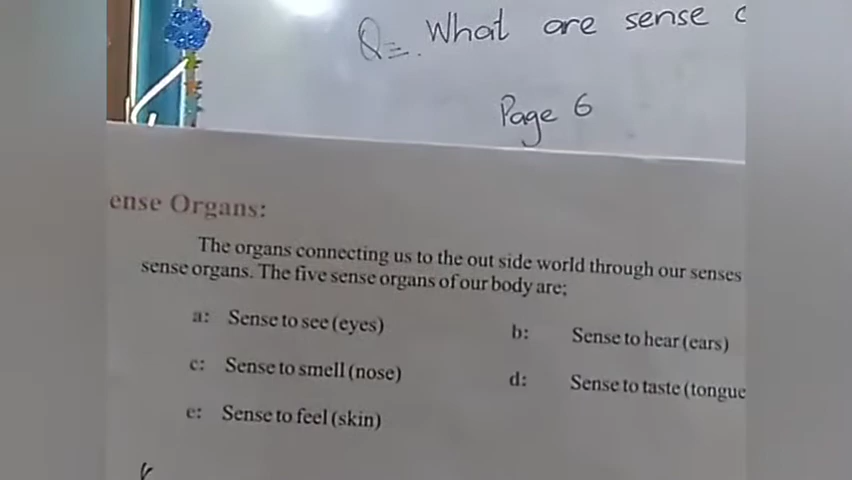 Q=. What are sense
Page 6
ense Organs:
The organs connecting us to the out side world through our senses
sense organs. The five sense organs of our body are;
a: Sense to see (eyes) b: Sense to hear (ears)
c: Sense to smell (nose) d: Sense to taste (tongue
e: Sense to feel (skin)